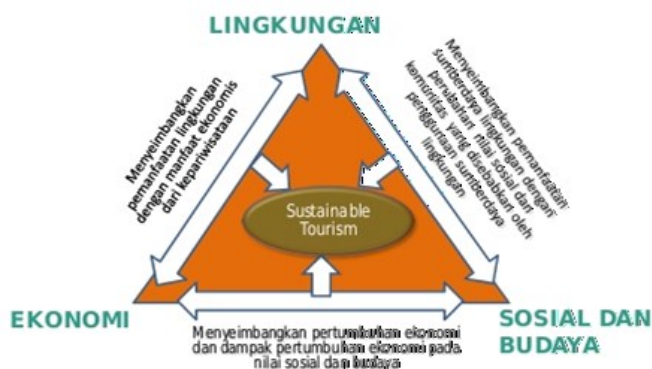 LINGKUNGAN
Menyeimbangkan
pemanfaatan lingkungan
dengan manfaat ekonomis
dari kepariwisataan
Menyeimbangkan pemanfaatan
sumberdaya lingkungan dengan
perubahan nilai sosial dari
komunitas yang disebabkan oleh
penggunaan sumberdaya
lingkungan
Sustainable
Tourism
EKONOMI
SOSIAL DAN
BUDAYA
Menyeimbangkan pertumbuhan ekonomi
dan dampak pertumbuhan ekonomi pada
nilai sosial dan budaya